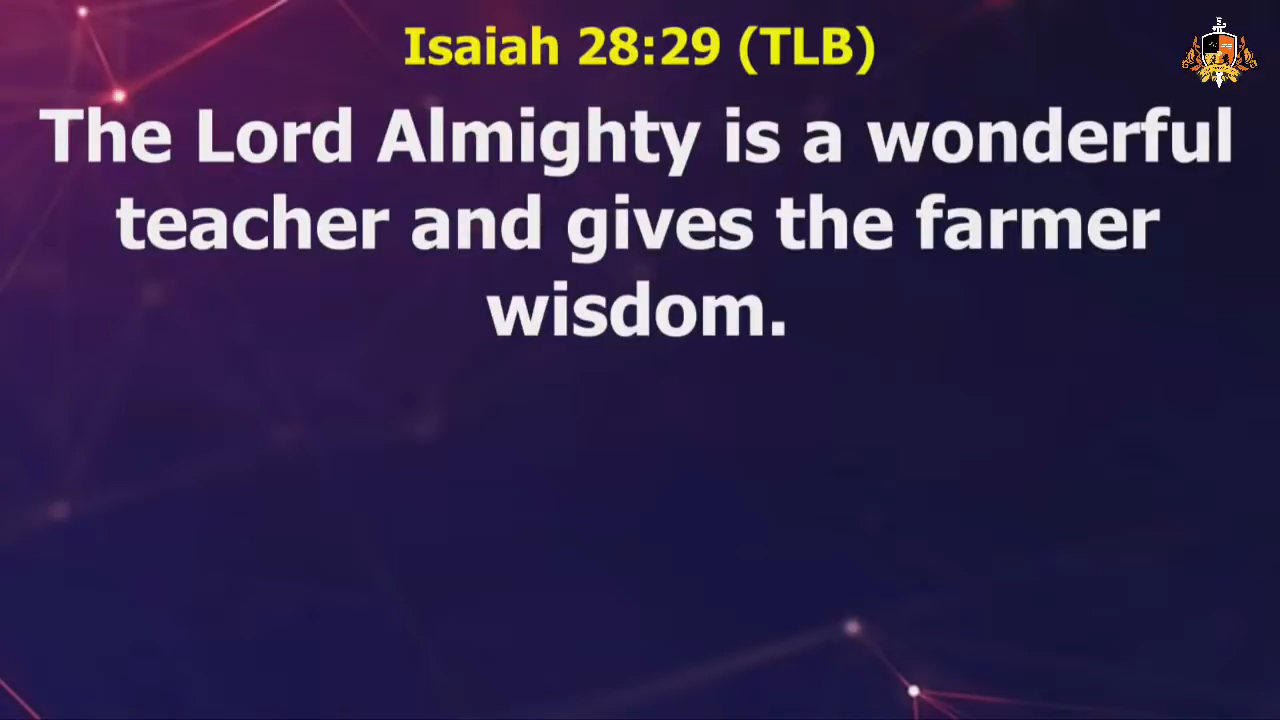 Isaiah 28:29 (TLB)
The Lord Almighty is a wonderful
teacher and gives the farmer
wisdom.